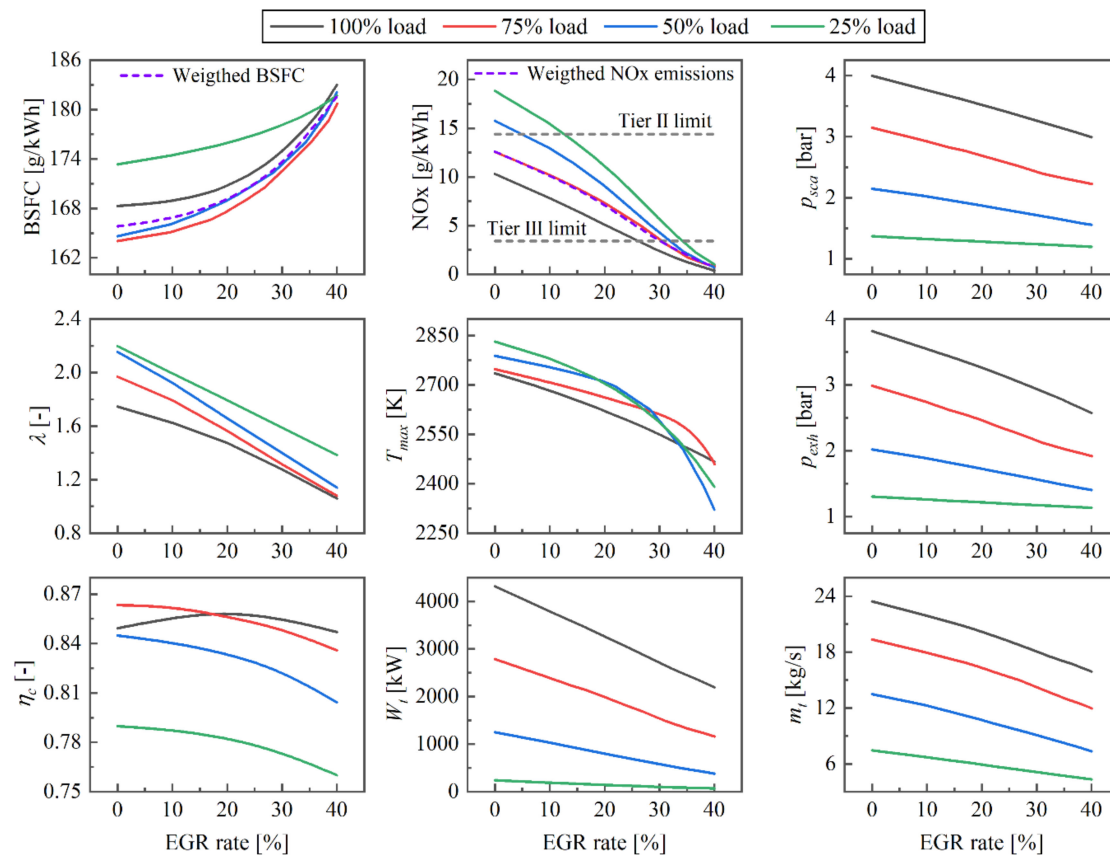 100% load 75% load 50% load 25% load
186
180
174
168
162
BSFC [g/kWh]
Weigthed BSFC
0 10 20 30 40
20
15
10
5
0
NOx [g/kWh]
Weigthed NOx emissions
Tier II limit
Tier III limit
0 10 20 30 40
4
3
2
1
p_sca [bar]
0 10 20 30 40
2.4
2.0
1.6
1.2
0.8
λ [-]
0 10 20 30 40
2850
2700
2550
2400
2250
T_max [K]
0 10 20 30 40
4
3
2
1
p_exh [bar]
0 10 20 30 40
0.87
0.84
0.81
0.78
0.75
η_c [-]
0 10 20 30 40
EGR rate [%]
4000
3000
2000
1000
0
W_t [kW]
0 10 20 30 40
EGR rate [%]
24
18
12
6
m_t [kg/s]
0 10 20 30 40
EGR rate [%]